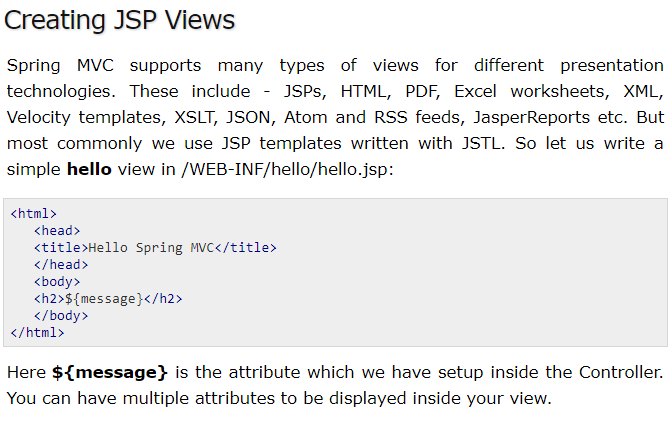 Creating JSP Views
Spring MVC supports many types of views for different presentation
technologies. These include - JSPs, HTML, PDF, Excel worksheets, XML,
Velocity templates, XSLT, JSON, Atom and RSS feeds, JasperReports etc. But
most commonly we use JSP templates written with JSTL. So let us write a
simple hello view in /WEB-INF/hello/hello.jsp:
<html>
   <head>
   <title>Hello Spring MVC</title>
   </head>
   <body>
   <h2>${message}</h2>
   </body>
</html>
Here ${message} is the attribute which we have setup inside the Controller.
You can have multiple attributes to be displayed inside your view.